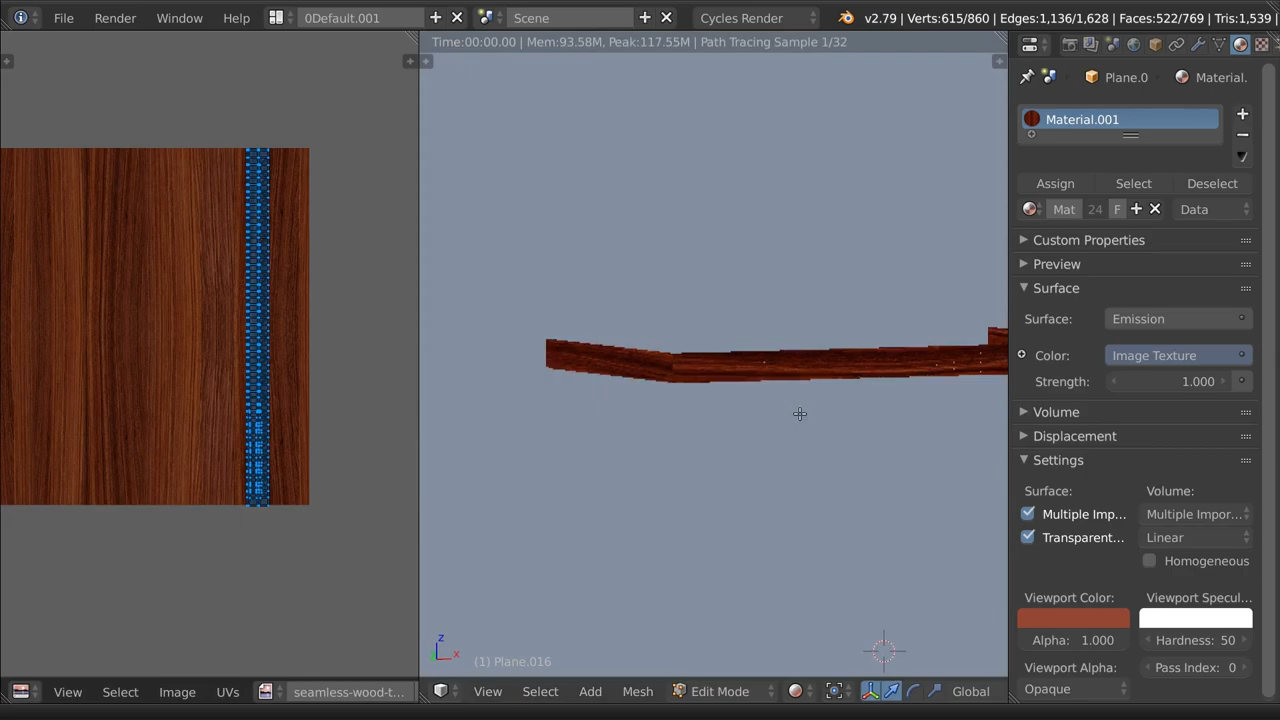 File Render Window Help 0Default.001 Scene Cycles Render v2.79 | Verts:615/860 | Edges:1,136/1,628 | Faces:522/769 | Tris:1,539
Time:00:00.00 | Mem:93.58M, Peak:117.55M | Path Tracing Sample 1/32
Plane.0 Material.
Material.001
Assign Select Deselect
Mat 24 F Data
Custom Properties
Preview
Surface
Surface: Emission
Color: Image Texture
Strength: 1.000
Volume
Displacement
Settings
Surface: Volume:
Multiple Imp... Multiple Impor...
Transparent... Linear
Homogeneous
Viewport Color: Viewport Specul...
Alpha: 1.000 Hardness: 50
Viewport Alpha: Pass Index: 0
Opaque
z
x
(1) Plane.016
View Select Image UVs seamless-wood-t... View Select Add Mesh Edit Mode Global